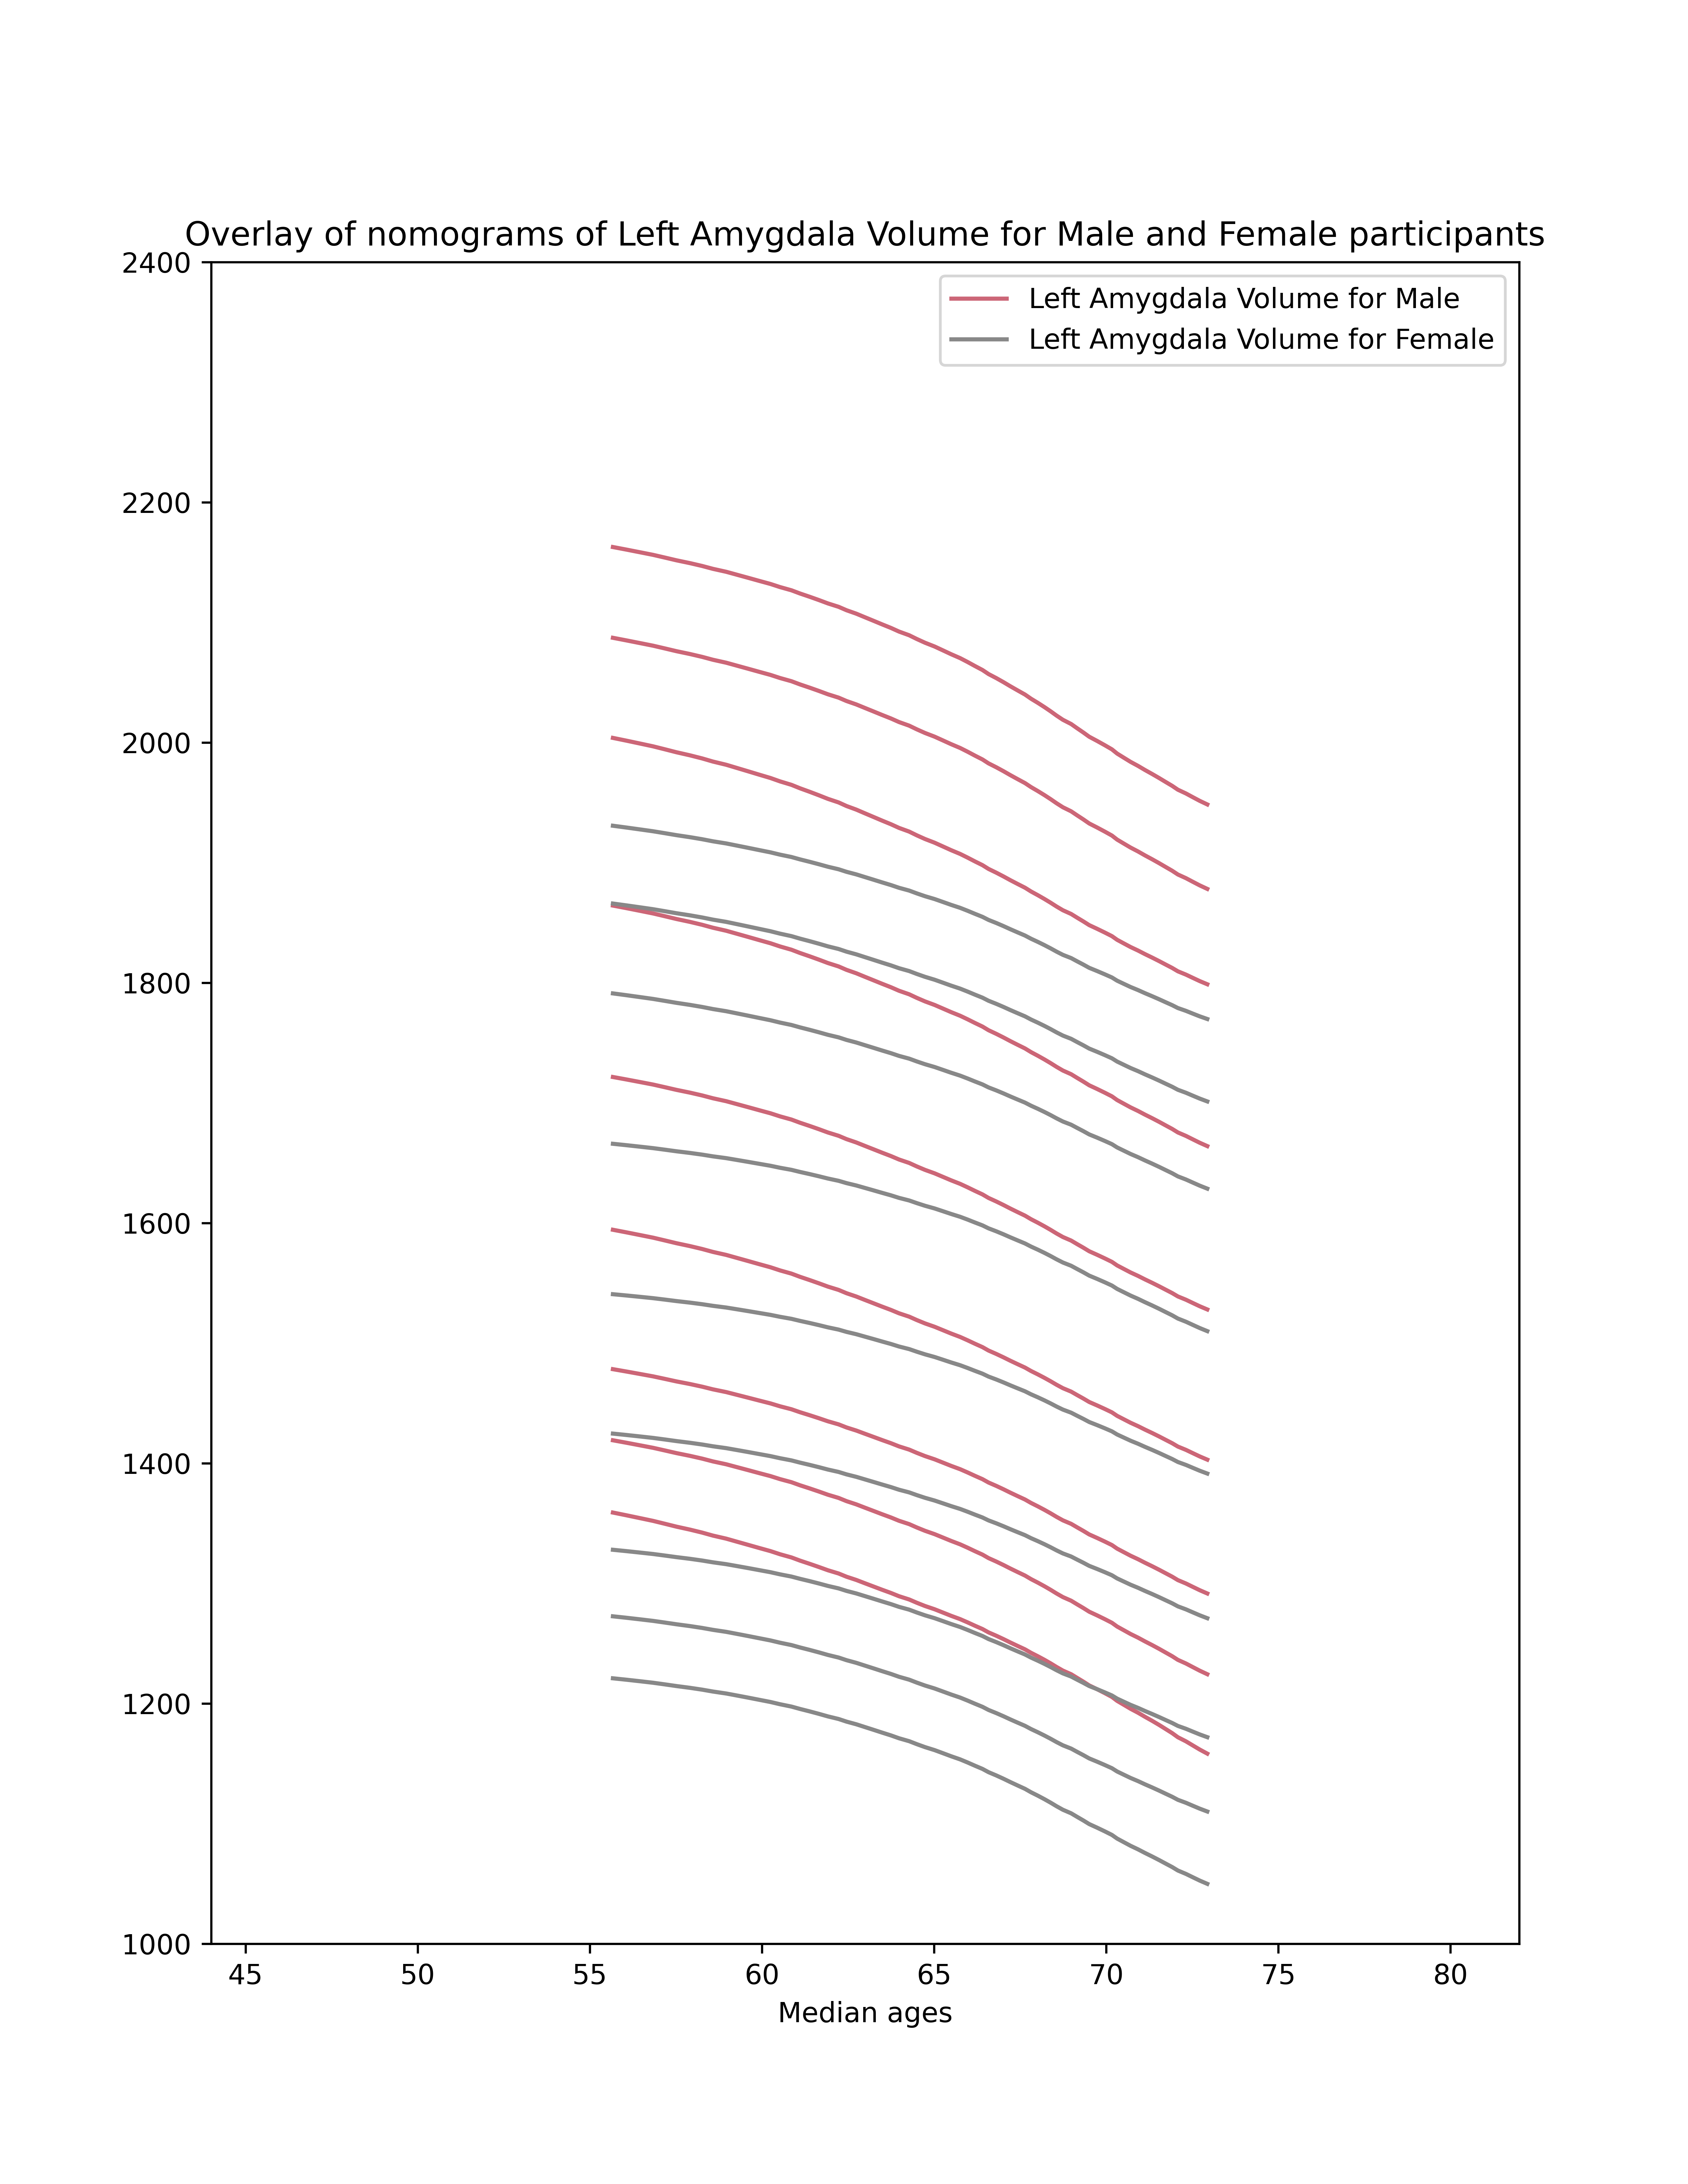 Overlay of nomograms of Left Amygdala Volume for Male and Female participants
2400
Left Amygdala Volume for Male
Left Amygdala Volume for Female
2200
2000
1800
1600
1400
1200
1000
45 50 55 60 65 70 75 80
Median ages